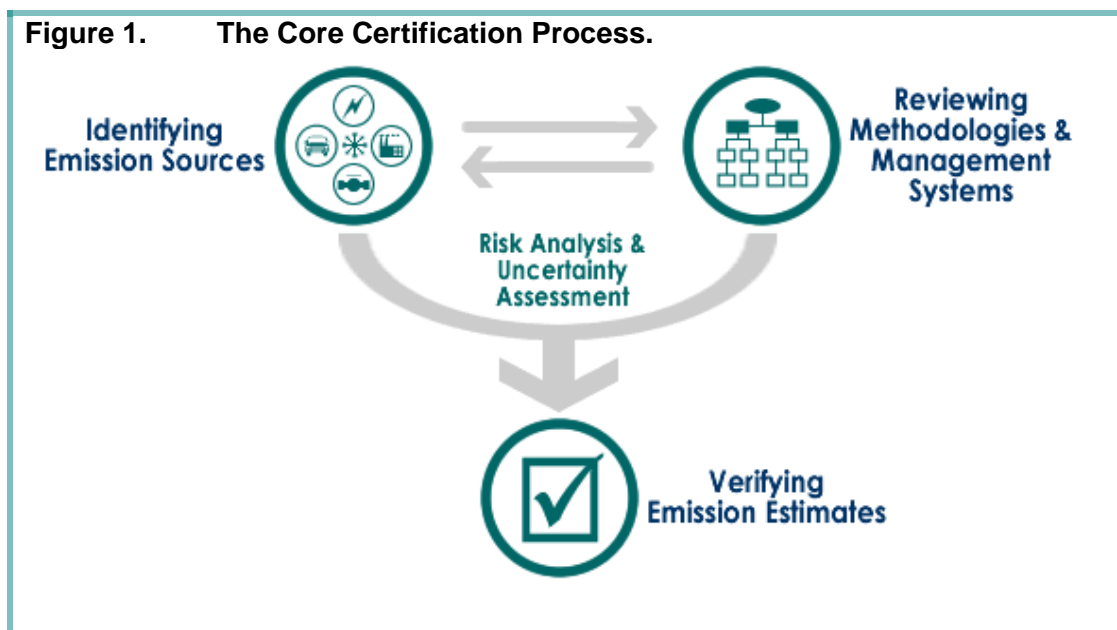 Figure 1. The Core Certification Process.
Identifying
Emission Sources
Reviewing
Methodologies &
Management
Systems
Risk Analysis &
Uncertainty
Assessment
Verifying
Emission Estimates